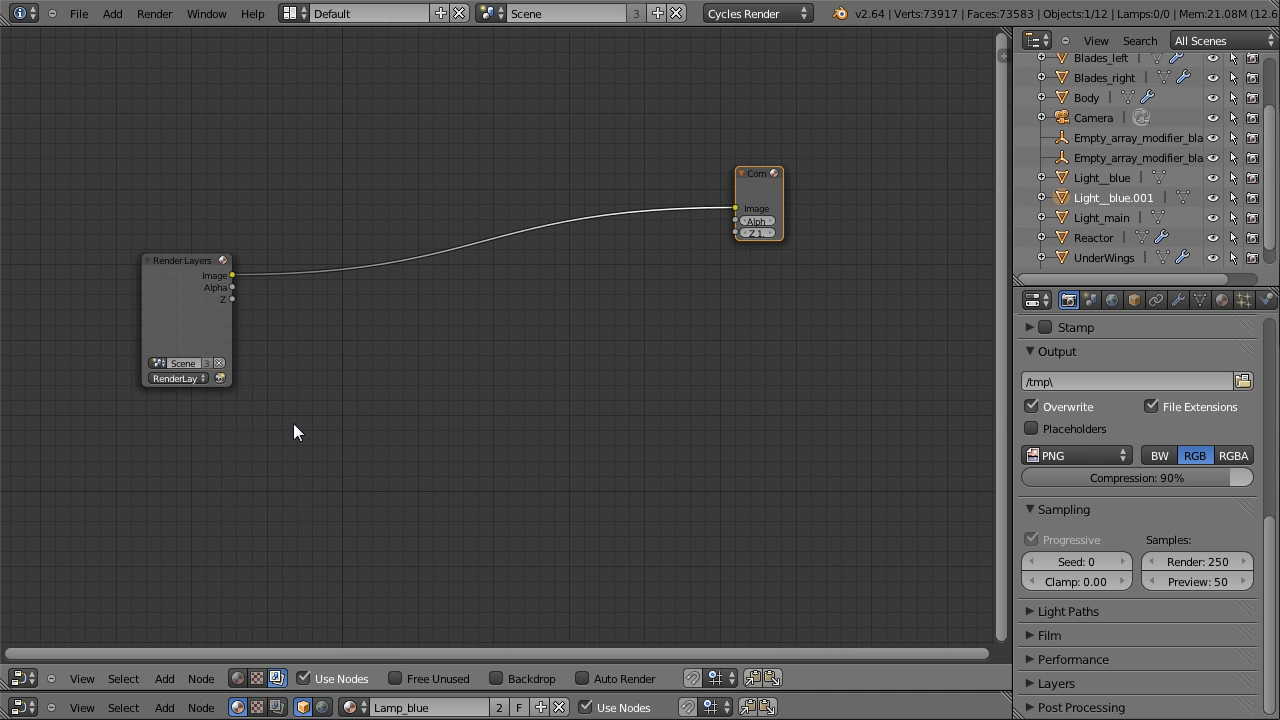 File Add Render Window Help Default Scene 3 Cycles Render v2.64 | Verts:73917 | Faces:73583 | Objects:1/12 | Lamps:0/0 | Mem:21.08M (12.6
View Search All Scenes
Blades_left
Blades_right
Body
Camera
Empty_array_modifier_bla
Empty_array_modifier_bla
Light__blue
Light__blue.001
Light_main
Reactor
UnderWings
Com
Image
Alph
Z 1.
Render Layers
Image
Alpha
Z
Scene 3
RenderLay
Stamp
Output
/tmp\
Overwrite File Extensions
Placeholders
PNG BW RGB RGBA
Compression: 90%
Sampling
Progressive Samples:
Seed: 0 Render: 250
Clamp: 0.00 Preview: 50
Light Paths
Film
Performance
Layers
Post Processing
View Select Add Node Use Nodes Free Unused Backdrop Auto Render
View Select Add Node Lamp_blue 2 F Use Nodes